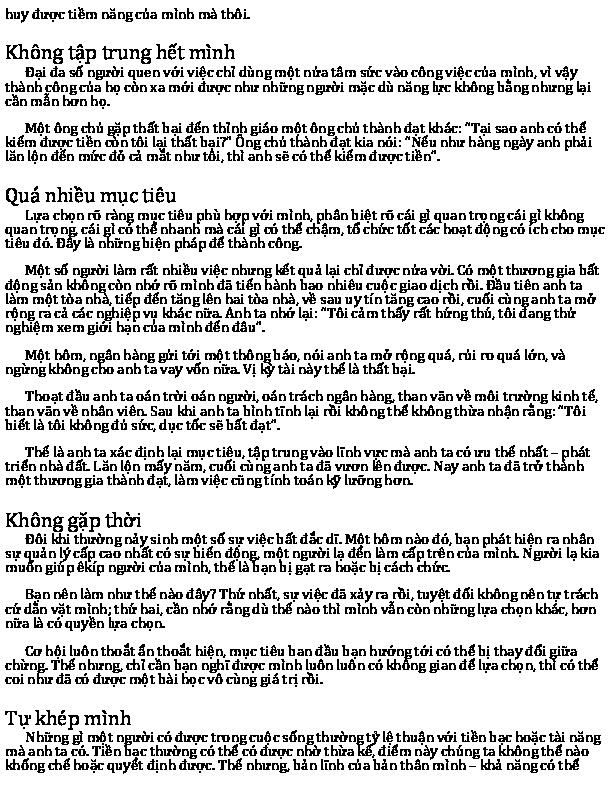 huy được tiềm năng của mình mà thôi.
Không tập trung hết mình
Đại đa số người quen với việc chỉ dùng một nửa tâm sức vào công việc của mình, vì vậy
thành công của họ còn xa mới được như những người mặc dù năng lực không bằng nhưng lại
cần mẫn hơn họ.
Một ông chủ gặp thất bại đến thỉnh giáo một ông chủ thành đạt khác: “Tại sao anh có thể
kiếm được tiền còn tôi lại thất bại?” Ông chủ thành đạt kia nói: “Nếu như hàng ngày anh phải
lăn lộn đến mức đỏ cả mắt như tôi, thì anh sẽ có thể kiếm được tiền”.
Quá nhiều mục tiêu
Lựa chọn rõ ràng mục tiêu phù hợp với mình, phân biệt rõ cái gì quan trọng cái gì không
quan trọng, cái gì có thể nhanh mà cái gì có thể chậm, tổ chức tốt các hoạt động có ích cho mục
tiêu đó. Đây là những biện pháp để thành công.
Một số người làm rất nhiều việc nhưng kết quả lại chỉ được nửa vời. Có một thương gia bất
động sản không còn nhớ rõ mình đã tiến hành bao nhiêu cuộc giao dịch rồi. Đầu tiên anh ta
làm một tòa nhà, tiếp đến tăng lên hai tòa nhà, về sau uy tín tăng cao rồi, cuối cùng anh ta mở
rộng ra cả các nghiệp vụ khác nữa. Anh ta nhớ lại: “Tôi cảm thấy rất hứng thú, tôi đang thử
nghiệm xem giới hạn của mình đến đâu”.
Một hôm, ngân hàng gửi tới một thông báo, nói anh ta mở rộng quá, rủi ro quá lớn, và
ngừng không cho anh ta vay vốn nữa. Vị kỳ tài này thế là thất bại.
Thoạt đầu anh ta oán trời oán người, oán trách ngân hàng, than vãn về môi trường kinh tế,
than vãn về nhân viên. Sau khi anh ta bình tĩnh lại rồi không thể không thừa nhận rằng: “Tôi
biết là tôi không đủ sức, dục tốc sẽ bất đạt”.
Thế là anh ta xác định lại mục tiêu, tập trung vào lĩnh vực mà anh ta có ưu thế nhất – phát
triển nhà đất. Lăn lộn mấy năm, cuối cùng anh ta đã vươn lên được. Nay anh ta đã trở thành
một thương gia thành đạt, làm việc cũng tính toán kỹ lưỡng hơn.
Không gặp thời
Đôi khi thường nảy sinh một số sự việc bất đắc dĩ. Một hôm nào đó, bạn phát hiện ra nhân
sự quản lý cấp cao nhất có sự biến động, một người lạ đến làm cấp trên của mình. Người lạ kia
muốn giúp êkíp người của mình, thế là bạn bị gạt ra hoặc bị cách chức.
Bạn nên làm như thế nào đây? Thứ nhất, sự việc đã xảy ra rồi, tuyệt đối không nên tự trách
cứ dằn vặt mình; thứ hai, cần nhớ rằng dù thế nào thì mình vẫn còn những lựa chọn khác, hơn
nữa là có quyền lựa chọn.
Cơ hội luôn thoắt ẩn thoắt hiện, mục tiêu ban đầu bạn hướng tới có thể bị thay đổi giữa
chừng. Thế nhưng, chỉ cần bạn nghĩ được mình luôn luôn có không gian để lựa chọn, thì có thể
coi như đã có được một bài học vô cùng giá trị rồi.
Tự khép mình
Những gì một người có được trong cuộc sống thường tỷ lệ thuận với tiền bạc hoặc tài năng
mà anh ta có. Tiền bạc thường có thể có được nhờ thừa kế, điểm này chúng ta không thể nào
khống chế hoặc quyết định được. Thế nhưng, bản lĩnh của bản thân mình – khả năng có thể